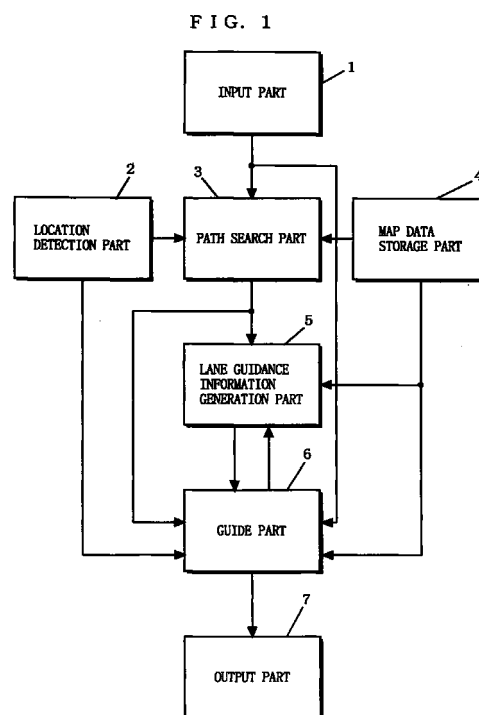 F I G. 1
1
INPUT PART
2
3
4
LOCATION
DETECTION PART
PATH SEARCH PART
MAP DATA
STORAGE PART
5
LANE GUIDANCE
INFORMATION
GENERATION PART
6
GUIDE PART
7
OUTPUT PART